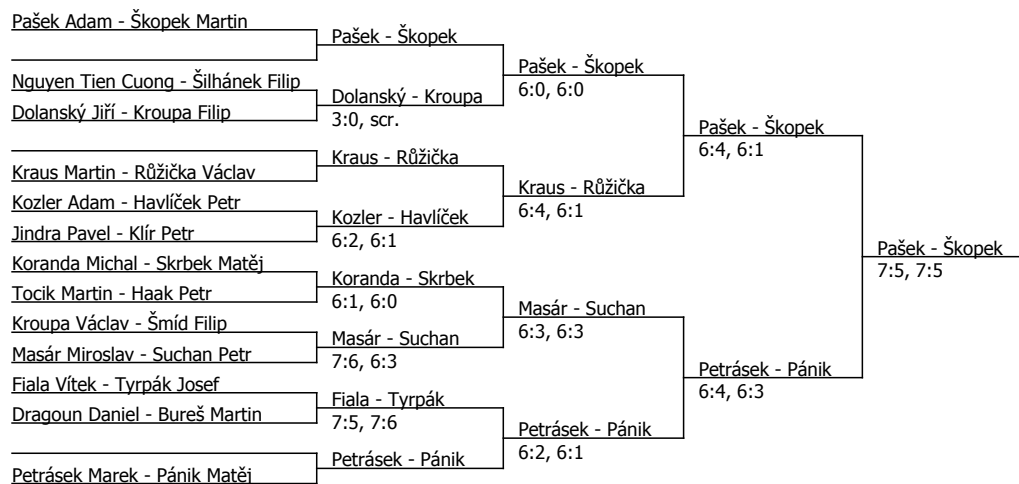 Pašek Adam - Škopek Martin
Nguyen Tien Cuong - Šilhánek Filip
Dolanský Jiří - Kroupa Filip
Kraus Martin - Růžička Václav
Kozler Adam - Havlíček Petr
Jindra Pavel - Klír Petr
Koranda Michal - Skrbek Matěj
Tocik Martin - Haak Petr
Kroupa Václav - Šmíd Filip
Masár Miroslav - Suchan Petr
Fiala Vítek - Tyrpák Josef
Dragoun Daniel - Bureš Martin
Petrásek Marek - Pánik Matěj
Pašek - Škopek
Dolanský - Kroupa
3:0, scr.
Kraus - Růžička
Kozler - Havlíček
6:2, 6:1
Koranda - Skrbek
6:1, 6:0
Masár - Suchan
7:6, 6:3
Fiala - Tyrpák
7:5, 7:6
Petrásek - Pánik
Pašek - Škopek
6:0, 6:0
Kraus - Růžička
6:4, 6:1
Masár - Suchan
6:3, 6:3
Petrásek - Pánik
6:2, 6:1
Pašek - Škopek
6:4, 6:1
Petrásek - Pánik
6:4, 6:3
Pašek - Škopek
7:5, 7:5